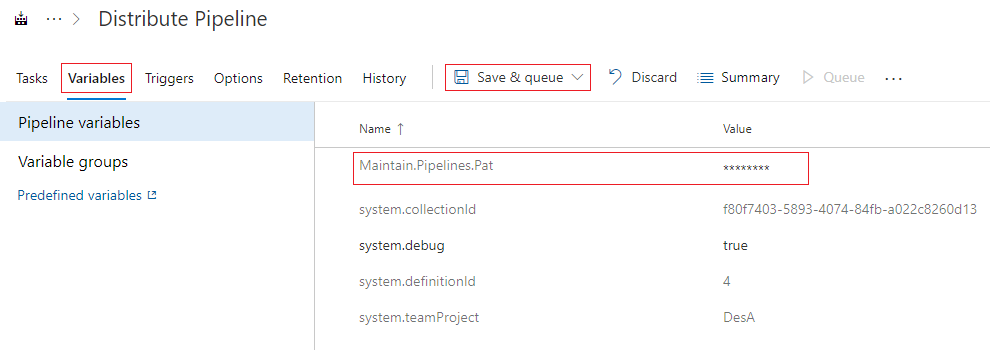 ··· > Distribute Pipeline
Tasks Variables Triggers Options Retention History Save & queue Discard Summary Queue ···
Pipeline variables
Variable groups
Predefined variables
Name ↑ Value
Maintain.Pipelines.Pat ********
system.collectionId f80f7403-5893-4074-84fb-a022c8260d13
system.debug true
system.definitionId 4
system.teamProject DesA